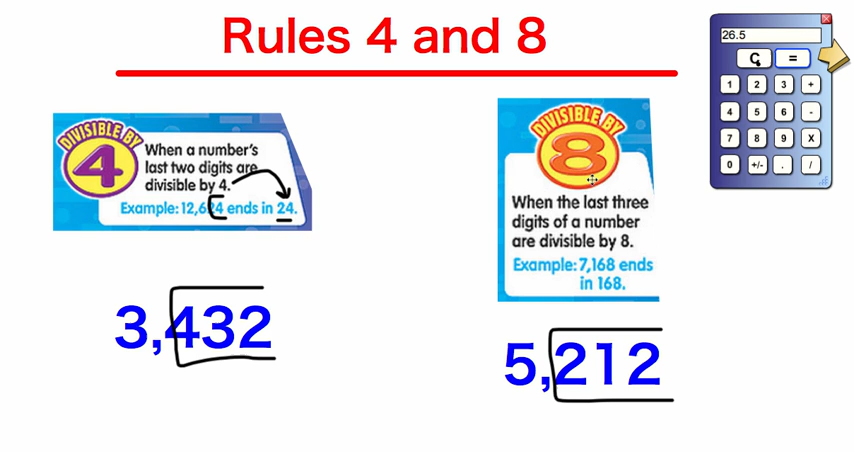 Rules 4 and 8
26.5
C =
1 2 3 +
4 5 6 -
7 8 9 X
0 +/- . /
DIVISIBLE BY
4
When a number's
last two digits are
divisible by 4.
Example: 12,624 ends in 24.
DIVISIBLE BY
8
When the last three
digits of a number
are divisible by 8.
Example: 7,168 ends
in 168.
3,432
5,212